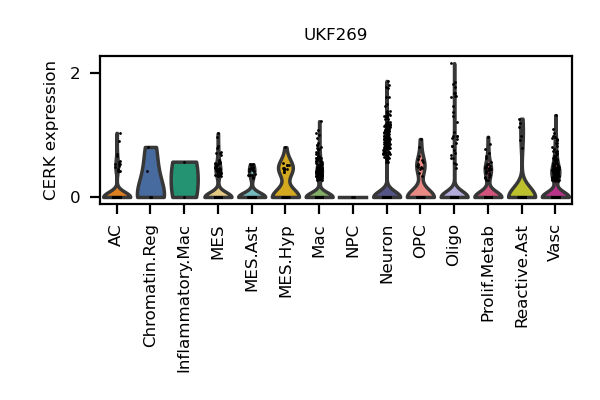 UKF269
CERK expression
2
0
AC
Chromatin.Reg
Inflammatory.Mac
MES
MES.Ast
MES.Hyp
Mac
NPC
Neuron
OPC
Oligo
Prolif.Metab
Reactive.Ast
Vasc